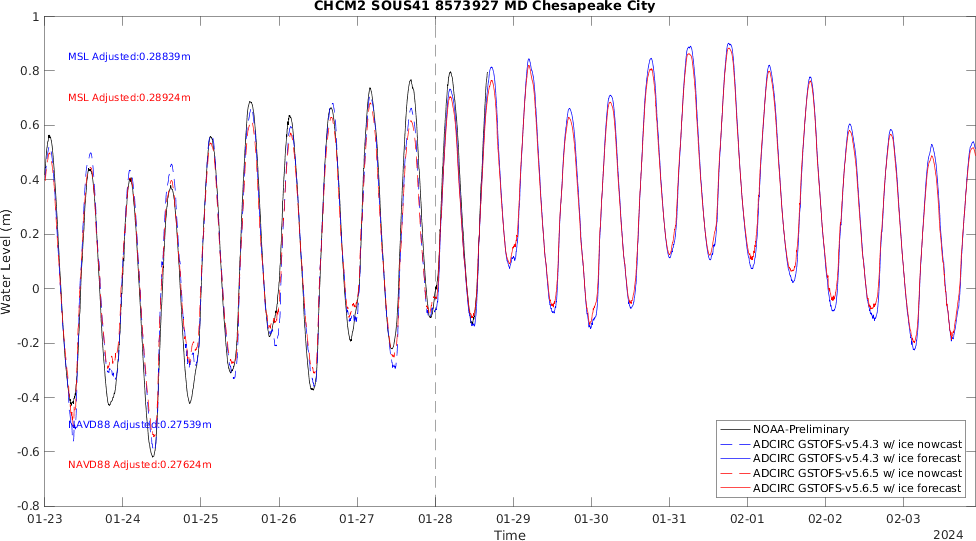 CHCM2 SOUS41 8573927 MD Chesapeake City
1
0.8
0.6
0.4
0.2
0
-0.2
-0.4
-0.6
-0.8
Water Level (m)
MSL Adjusted:0.28839m
MSL Adjusted:0.28924m
NAVD88 Adjusted:0.27539m
NAVD88 Adjusted:0.27624m
NOAA-Preliminary
ADCIRC GSTOFS-v5.4.3 w/ ice nowcast
ADCIRC GSTOFS-v5.4.3 w/ ice forecast
ADCIRC GSTOFS-v5.6.5 w/ ice nowcast
ADCIRC GSTOFS-v5.6.5 w/ ice forecast
01-23 01-24 01-25 01-26 01-27 01-28 01-29 01-30 01-31 02-01 02-02 02-03
Time
2024